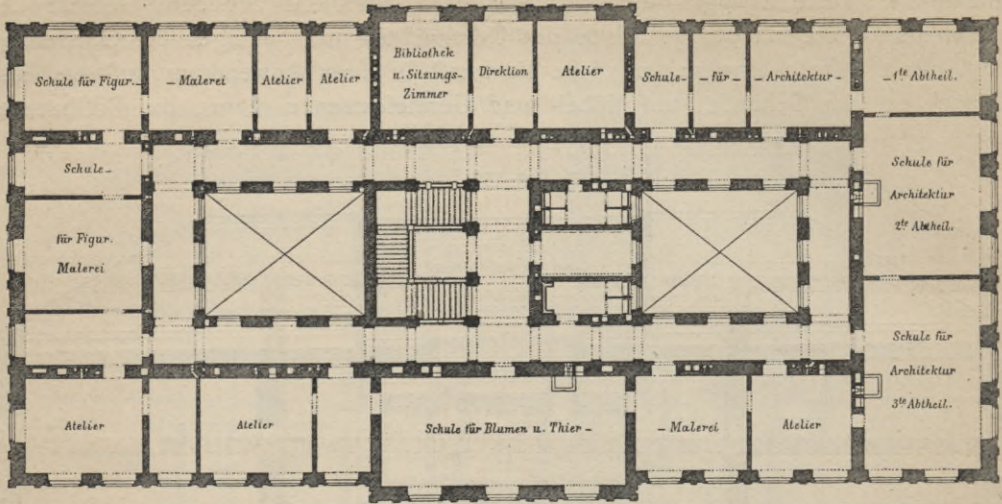 Schule für Figur.
- Malerei
Atelier
Atelier
Bibliothek
u. Sitzungs-
Zimmer
Direktion
Atelier
Schule -
- für -
- Architektur -
- 1te Abtheil.
Schule -
für Figur.
Malerei
Schule für
Architektur
2te Abtheil.
Schule für
Architektur
3te Abtheil.
Atelier
Atelier
Schule für Blumen u. Thier -
- Malerei
Atelier